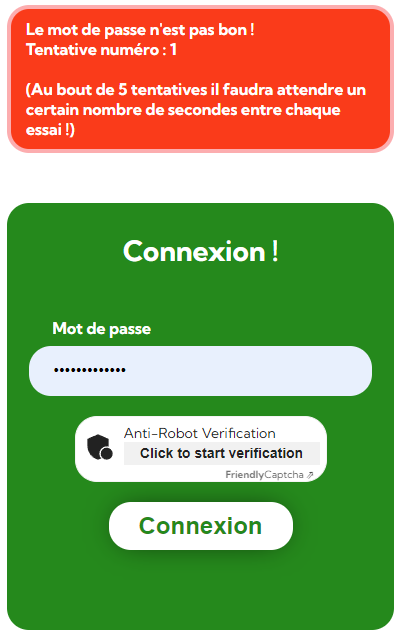 Le mot de passe n'est pas bon !
Tentative numéro : 1
(Au bout de 5 tentatives il faudra attendre un
certain nombre de secondes entre chaque
essai !)
Connexion !
Mot de passe
•••••••••••••
Anti-Robot Verification
Click to start verification
FriendlyCaptcha ⇗
Connexion